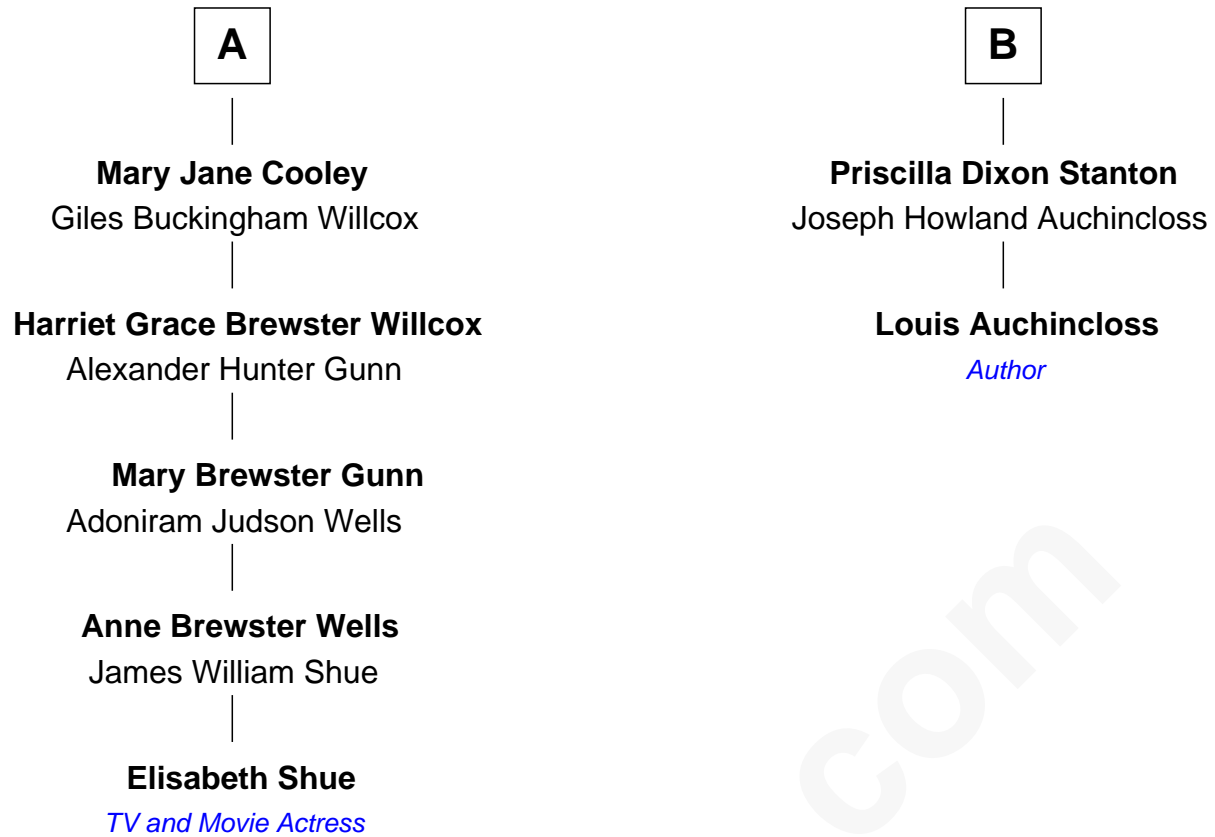 A
Mary Jane Cooley
Giles Buckingham Willcox
Harriet Grace Brewster Willcox
Alexander Hunter Gunn
Mary Brewster Gunn
Adoniram Judson Wells
Anne Brewster Wells
James William Shue
Elisabeth Shue
TV and Movie Actress
B
Priscilla Dixon Stanton
Joseph Howland Auchincloss
Louis Auchincloss
Author
com